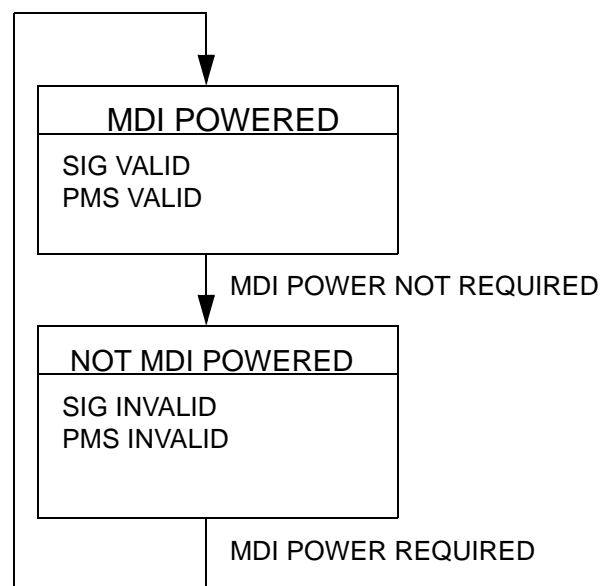 MDI POWERED
SIG VALID
PMS VALID
MDI POWER NOT REQUIRED
NOT MDI POWERED
SIG INVALID
PMS INVALID
MDI POWER REQUIRED